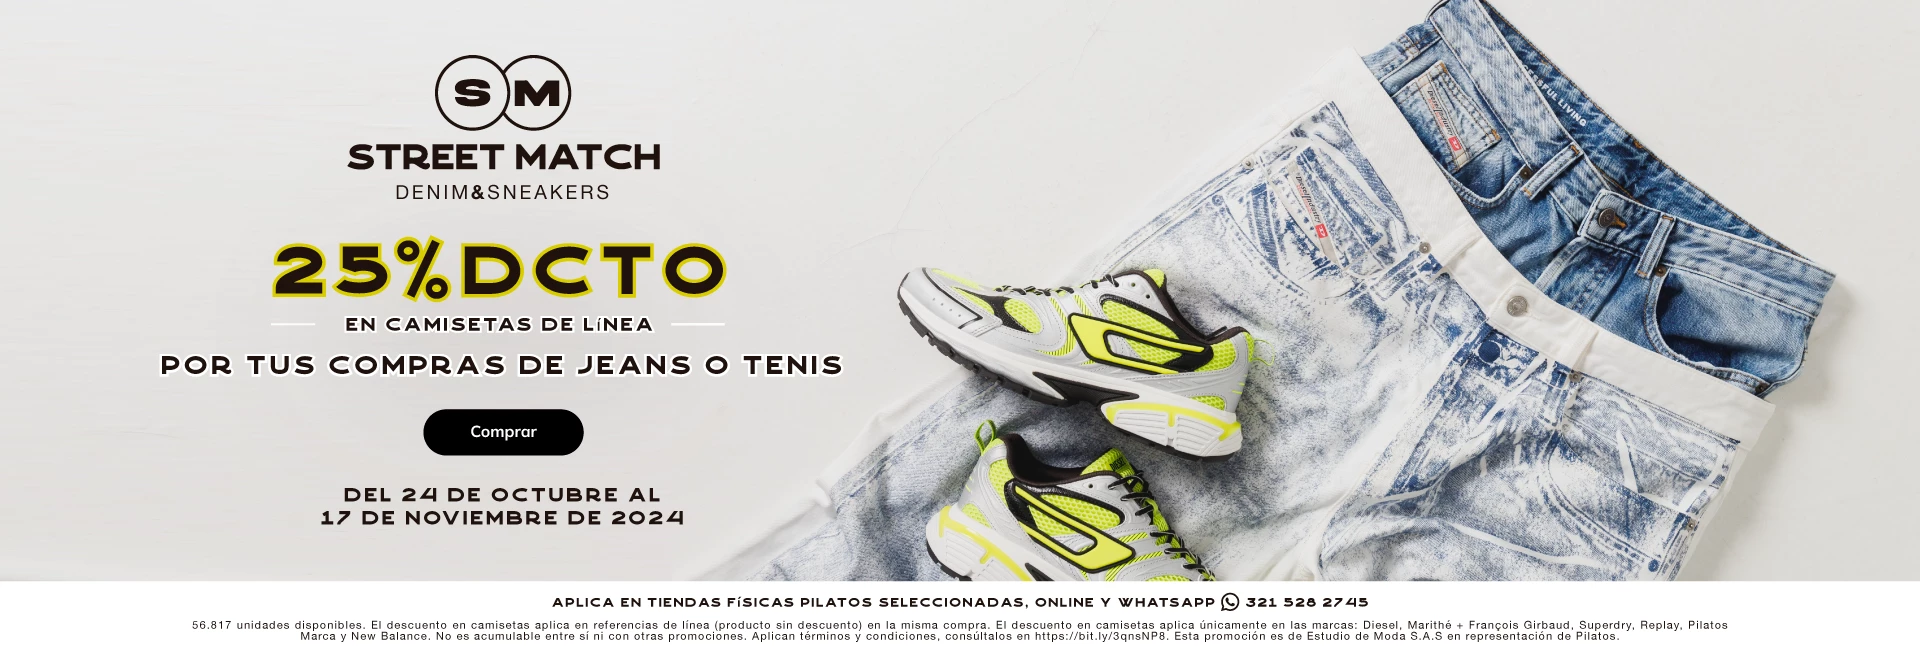 SM
STREET MATCH
DENIM&SNEAKERS
25%DCTO
EN CAMISETAS DE LÍNEA
POR TUS COMPRAS DE JEANS O TENIS
Comprar
DEL 24 DE OCTUBRE AL
17 DE NOVIEMBRE DE 2024
APLICA EN TIENDAS FÍSICAS PILATOS SELECCIONADAS, ONLINE Y WHATSAPP 321 528 2745
56.817 unidades disponibles. El descuento en camisetas aplica en referencias de línea (producto sin descuento) en la misma compra. El descuento en camisetas aplica únicamente en las marcas: Diesel, Marithé + François Girbaud, Superdry, Replay, Pilatos
Marca y New Balance. No es acumulable entre sí ni con otras promociones. Aplican términos y condiciones, consúltalos en https://bit.ly/3qnsNP8. Esta promoción es de Estudio de Moda S.A.S en representación de Pilatos.
LIVING